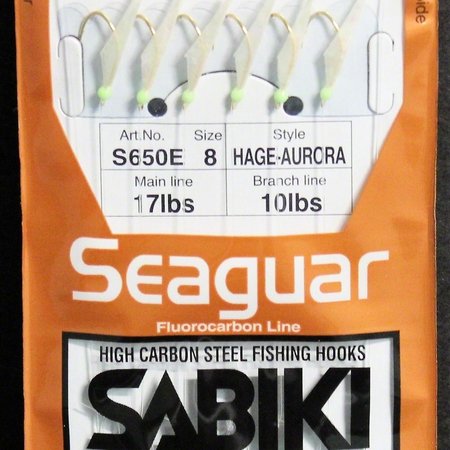 Art.No. Size Style
S650E 8 HAGE-AURORA
Main line Branch line
17lbs 10lbs
Seaguar
Fluorocarbon Line
HIGH CARBON STEEL FISHING HOOKS
SABIKI